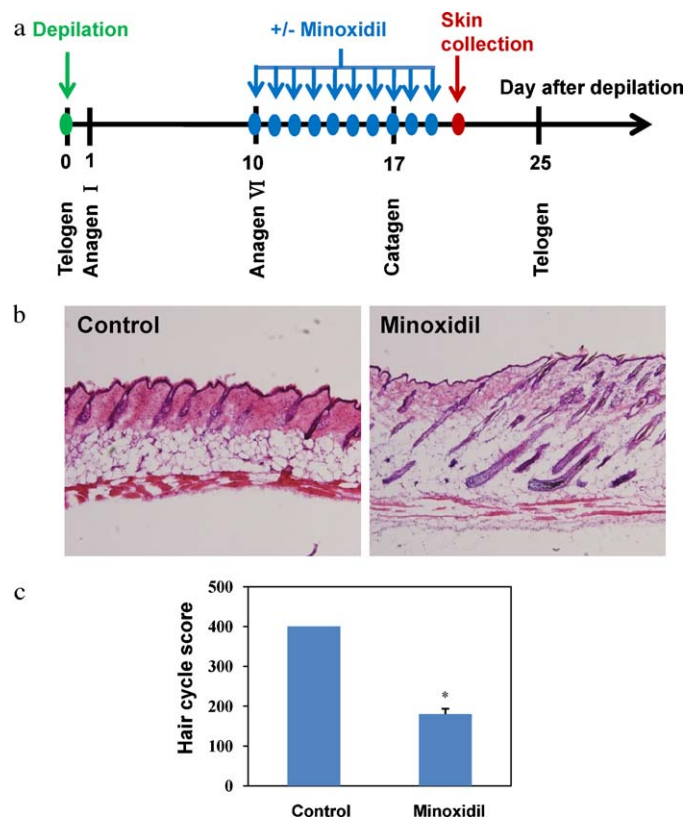 a
Depilation
+/- Minoxidil
Skin
collection
Day after depilation
0
1
10
17
25
Telogen
Anagen I
Anagen VI
Catagen
Telogen
b
Control
Minoxidil
c
Hair cycle score
500
400
300
200
100
0
*
Control
Minoxidil